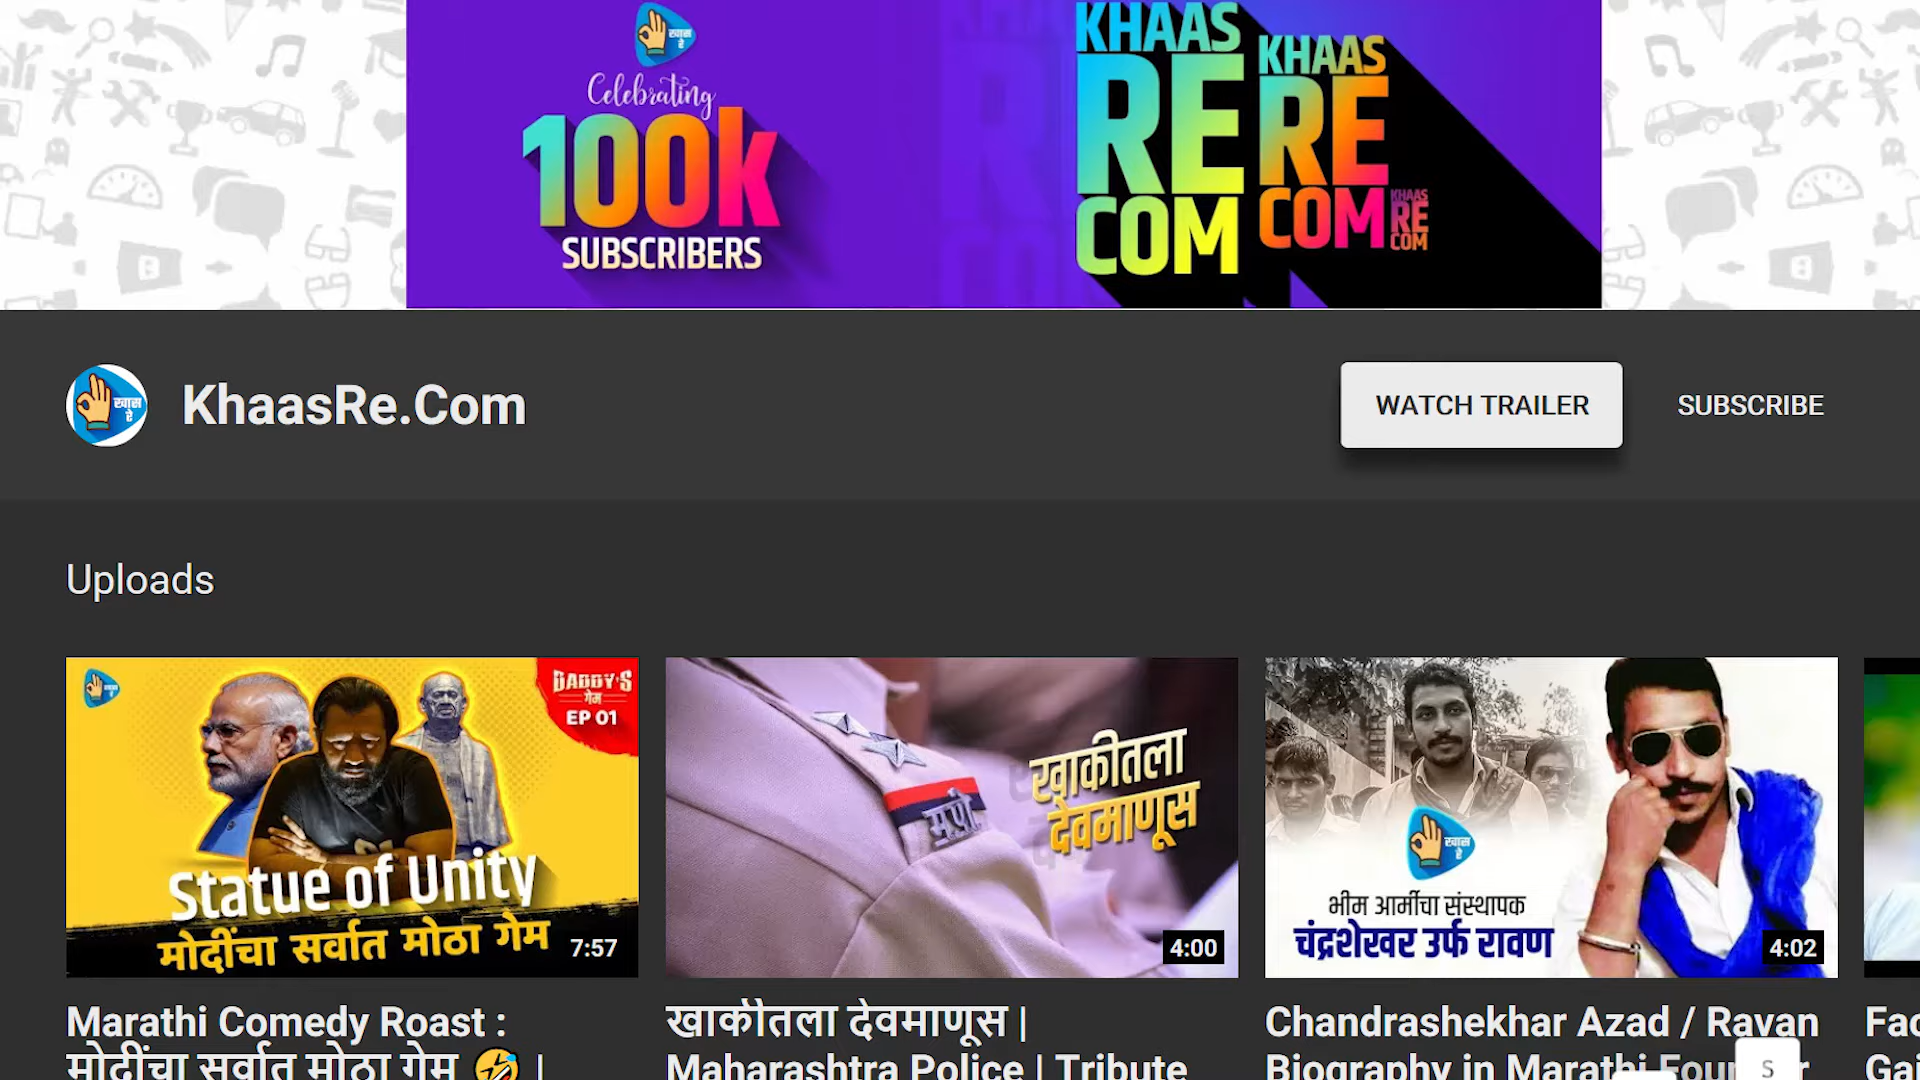 खास
रे
Celebrating
100k
SUBSCRIBERS
KHAAS
RE
COM
KHAAS
RE
COM
KHAAS
RE
COM
खास
रे
KhaasRe.Com
WATCH TRAILER
SUBSCRIBE
Uploads
DADDY'S
गेम
EP 01
Statue of Unity
मोदींचा सर्वात मोठा गेम
7:57
Marathi Comedy Roast :
मोदींचा सर्वात मोठा गेम 🤣 |
म.पो.
खाकीतला
देवमाणूस
4:00
खाकीतला देवमाणूस |
Maharashtra Police | Tribute
खास
रे
भीम आर्मीचा संस्थापक
चंद्रशेखर उर्फ रावण
4:02
Chandrashekhar Azad / Ravan
Biography in Marathi
S